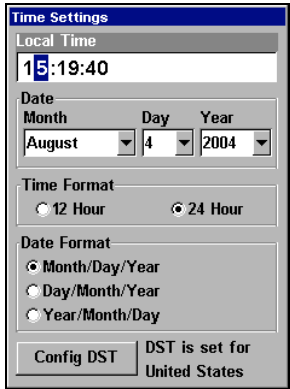 Time Settings
Local Time
15:19:40
Date
Month Day Year
August 4 2004
Time Format
12 Hour 24 Hour
Date Format
Month/Day/Year
Day/Month/Year
Year/Month/Day
Config DST
DST is set for
United States